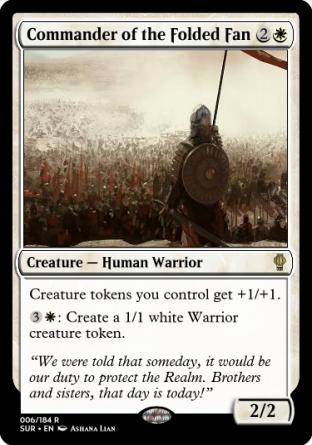 Commander of the Folded Fan 2
Creature — Human Warrior
Creature tokens you control get +1/+1.
3 : Create a 1/1 white Warrior
creature token.
“We were told that someday, it would be
our duty to protect the Realm. Brothers
and sisters, that day is today!”
006/184 R
SUR • EN Ashana Lian
2/2